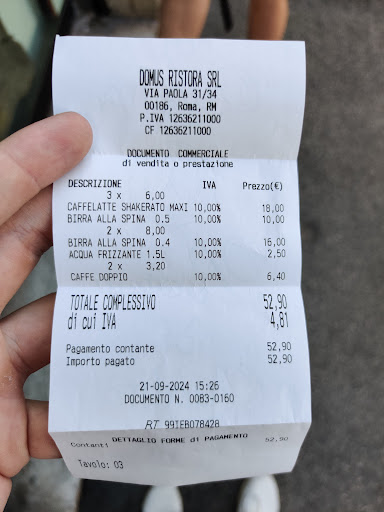 DOMUS RISTORA SRL
VIA PAOLA 31/34
00186, Roma, RM
P.IVA 12636211000
CF 12636211000
DOCUMENTO COMMERCIALE
di vendita o prestazione
DESCRIZIONE IVA Prezzo(€)
3 x 6,00
CAFFELATTE SHAKERATO MAXI 10,00% 18,00
BIRRA ALLA SPINA 0.5 10,00% 10,00
2 x 8,00
BIRRA ALLA SPINA 0.4 10,00% 16,00
ACQUA FRIZZANTE 1.5L 10,00% 2,50
2 x 3,20
CAFFE DOPPIO 10,00% 6,40
TOTALE COMPLESSIVO 52,90
di cui IVA 4,81
Pagamento contante 52,90
Importo pagato 52,90
21-09-2024 15:26
DOCUMENTO N. 0083-0160
RT 99IEB078428
DETTAGLIO FORME di PAGAMENTO
Contanti 52,90
Tavolo: 03